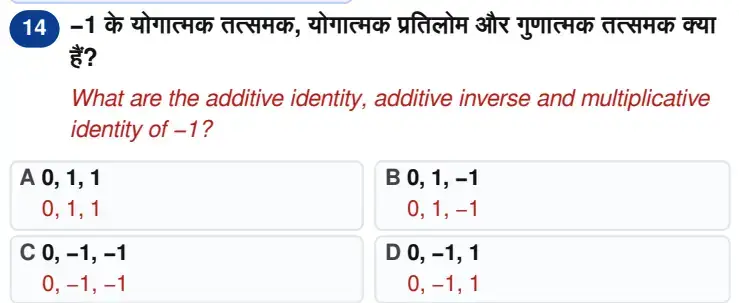 14 −1 के योगात्मक तत्समक, योगात्मक प्रतिलोम और गुणात्मक तत्समक क्या
हैं?
What are the additive identity, additive inverse and multiplicative
identity of −1?
A 0, 1, 1
0, 1, 1
B 0, 1, −1
0, 1, −1
C 0, −1, −1
0, −1, −1
D 0, −1, 1
0, −1, 1